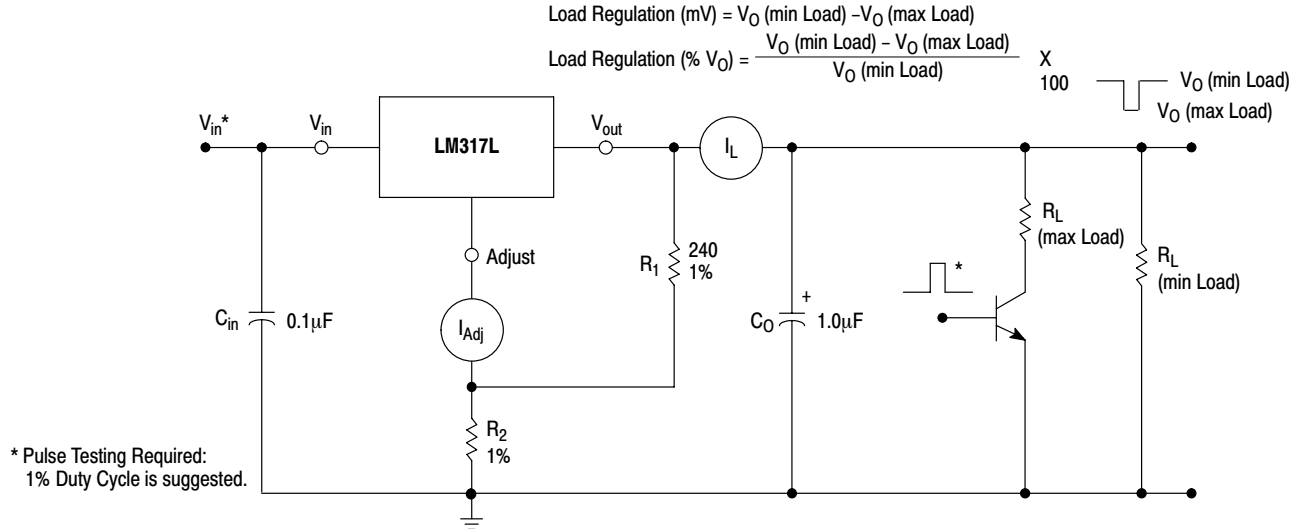 Load Regulation (mV) = VO (min Load) –VO (max Load)
Load Regulation (% VO) = VO (min Load) – VO (max Load)
VO (min Load)
X
100
VO (min Load)
VO (max Load)
Vin*
Vin
LM317L
Vout
IL
Adjust
R1
240
1%
RL
(max Load)
RL
(min Load)
*
Cin
0.1µF
IAdj
CO
+
1.0µF
R2
1%
* Pulse Testing Required:
1% Duty Cycle is suggested.